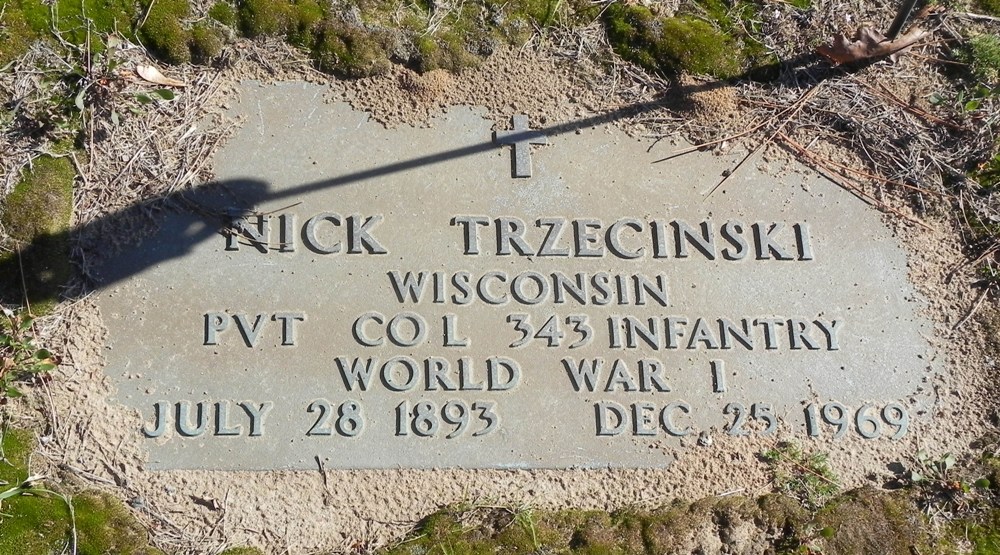 NICK TRZECINSKI
WISCONSIN
PVT CO L 343 INFANTRY
WORLD WAR I
JULY 28 1893 DEC 25 1969